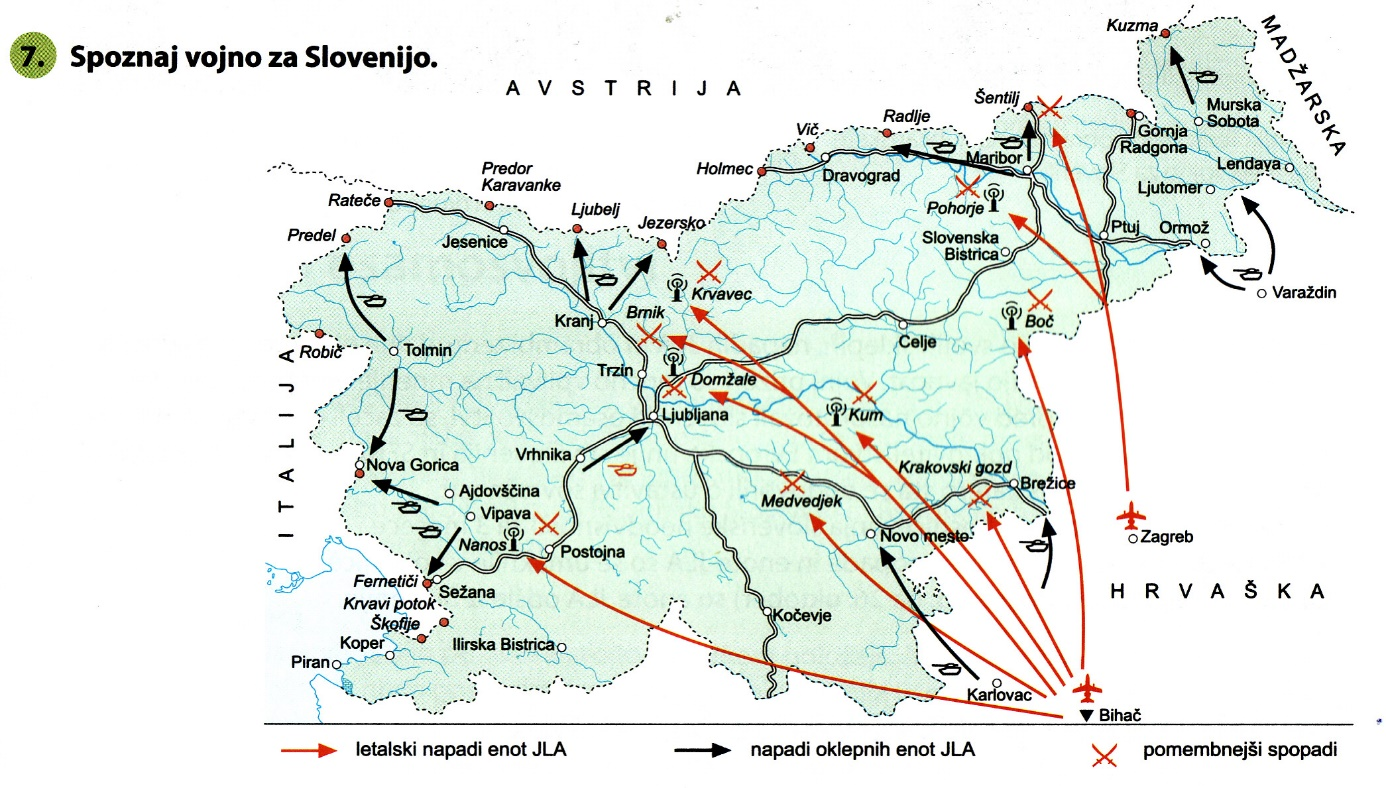 7. Spoznaj vojno za Slovenijo.
Kuzma
MADŽARSKA
AVSTRIJA
Šentilj
Murska
Sobota
Radlje
Vič
Gornja
Radgona
Maribor
Lendava
Holmec
Dravograd
Predor
Karavanke
Ljutomer
Rateče
Pohorje
Ljubelj
Jezersko
Ptuj
Ormož
Predel
Jesenice
Slovenska
Bistrica
Krvavec
Varaždin
Brnik
Kranj
Boč
Celje
Robič
Tolmin
Trzin
Domžale
ITALIJA
Ljubljana
Kum
Vrhnika
Nova Gorica
Krakovski gozd
Brežice
Ajdovščina
Medvedjek
Vipava
Nanos
Postojna
Novo mesto
Zagreb
Fernetiči
Sežana
HRVAŠKA
Krvavi potok
Škofije
Kočevje
Koper
Ilirska Bistrica
Piran
Karlovac
Bihač
letalski napadi enot JLA
napadi oklepnih enot JLA
pomembnejši spopadi